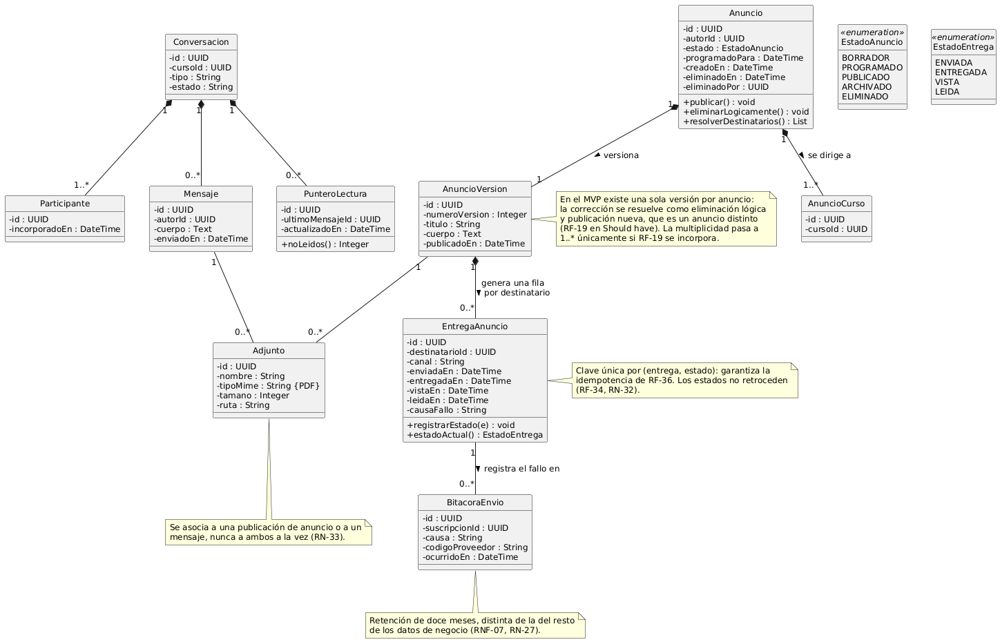 Conversacion
-id : UUID
-cursoId : UUID
-tipo : String
-estado : String
Anuncio
-id : UUID
-autorId : UUID
-estado : EstadoAnuncio
-programadoPara : DateTime
-creadoEn : DateTime
-eliminadoEn : DateTime
-eliminadoPor : UUID
+publicar() : void
+eliminarLogicamente() : void
+resolverDestinatarios() : List
«enumeration»
EstadoAnuncio
BORRADOR
PROGRAMADO
PUBLICADO
ARCHIVADO
ELIMINADO
«enumeration»
EstadoEntrega
ENVIADA
ENTREGADA
VISTA
LEIDA
1
1
1
1
1
versiona
se dirige a
1..*
0..*
0..*
1
1..*
Participante
-id : UUID
-incorporadoEn : DateTime
Mensaje
-id : UUID
-autorId : UUID
-cuerpo : Text
-enviadoEn : DateTime
PunteroLectura
-id : UUID
-ultimoMensajeId : UUID
-actualizadoEn : DateTime
+noLeidos() : Integer
AnuncioVersion
-id : UUID
-numeroVersion : Integer
-titulo : String
-cuerpo : Text
-publicadoEn : DateTime
En el MVP existe una sola versión por anuncio:
la corrección se resuelve como eliminación lógica
y publicación nueva, que es un anuncio distinto
(RF-19 en Should have). La multiplicidad pasa a
1..* únicamente si RF-19 se incorpora.
AnuncioCurso
-id : UUID
-cursoId : UUID
1
1
1
genera una fila
por destinatario
0..*
0..*
0..*
Adjunto
-id : UUID
-nombre : String
-tipoMime : String {PDF}
-tamano : Integer
-ruta : String
EntregaAnuncio
-id : UUID
-destinatarioId : UUID
-canal : String
-enviadaEn : DateTime
-entregadaEn : DateTime
-vistaEn : DateTime
-leidaEn : DateTime
-causaFallo : String
+registrarEstado(e) : void
+estadoActual() : EstadoEntrega
Clave única por (entrega, estado): garantiza la
idempotencia de RF-36. Los estados no retroceden
(RF-34, RN-32).
1
registra el fallo en
0..*
Se asocia a una publicación de anuncio o a un
mensaje, nunca a ambos a la vez (RN-33).
BitacoraEnvio
-id : UUID
-suscripcionId : UUID
-causa : String
-codigoProveedor : String
-ocurridoEn : DateTime
Retención de doce meses, distinta de la del resto
de los datos de negocio (RNF-07, RN-27).